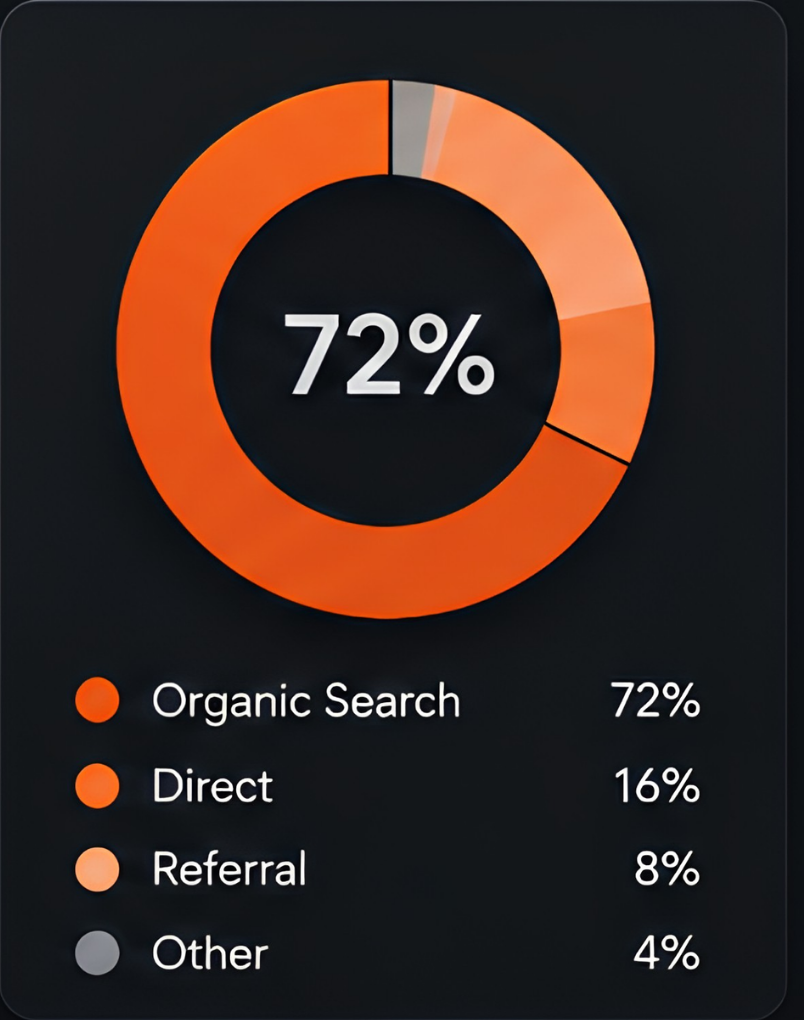 72%
Organic Search 72%
Direct 16%
Referral 8%
Other 4%